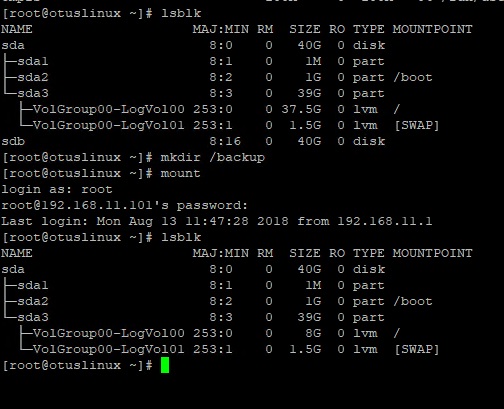 [root@otuslinux ~]# lsblk
NAME                    MAJ:MIN RM  SIZE RO TYPE MOUNTPOINT
sda                       8:0    0   40G  0 disk
├─sda1                    8:1    0    1M  0 part
├─sda2                    8:2    0    1G  0 part /boot
└─sda3                    8:3    0   39G  0 part
  ├─VolGroup00-LogVol00 253:0    0 37.5G  0 lvm  /
  └─VolGroup00-LogVol01 253:1    0  1.5G  0 lvm  [SWAP]
sdb                       8:16   0   40G  0 disk
[root@otuslinux ~]# mkdir /backup
[root@otuslinux ~]# mount
login as: root
root@192.168.11.101's password:
Last login: Mon Aug 13 11:47:28 2018 from 192.168.11.1
[root@otuslinux ~]# lsblk
NAME                    MAJ:MIN RM  SIZE RO TYPE MOUNTPOINT
sda                       8:0    0   40G  0 disk
├─sda1                    8:1    0    1M  0 part
├─sda2                    8:2    0    1G  0 part /boot
└─sda3                    8:3    0   39G  0 part
  ├─VolGroup00-LogVol00 253:0    0    8G  0 lvm  /
  └─VolGroup00-LogVol01 253:1    0  1.5G  0 lvm  [SWAP]
[root@otuslinux ~]#